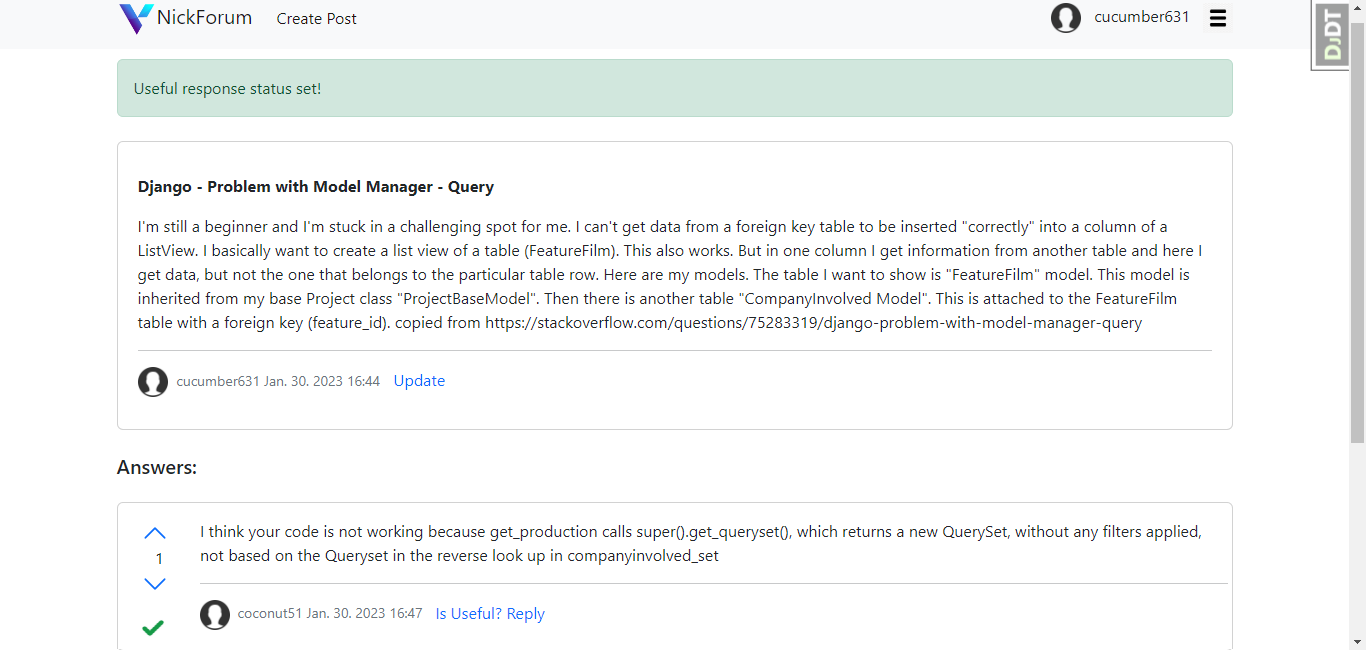 NickForum Create Post cucumber631
DjDT
Useful response status set!
Django - Problem with Model Manager - Query
I'm still a beginner and I'm stuck in a challenging spot for me. I can't get data from a foreign key table to be inserted "correctly" into a column of a
ListView. I basically want to create a list view of a table (FeatureFilm). This also works. But in one column I get information from another table and here I
get data, but not the one that belongs to the particular table row. Here are my models. The table I want to show is "FeatureFilm" model. This model is
inherited from my base Project class "ProjectBaseModel". Then there is another table "CompanyInvolved Model". This is attached to the FeatureFilm
table with a foreign key (feature_id). copied from https://stackoverflow.com/questions/75283319/django-problem-with-model-manager-query
cucumber631 Jan. 30. 2023 16:44 Update
Answers:
I think your code is not working because get_production calls super().get_queryset(), which returns a new QuerySet, without any filters applied,
not based on the Queryset in the reverse look up in companyinvolved_set
1
coconut51 Jan. 30. 2023 16:47 Is Useful? Reply